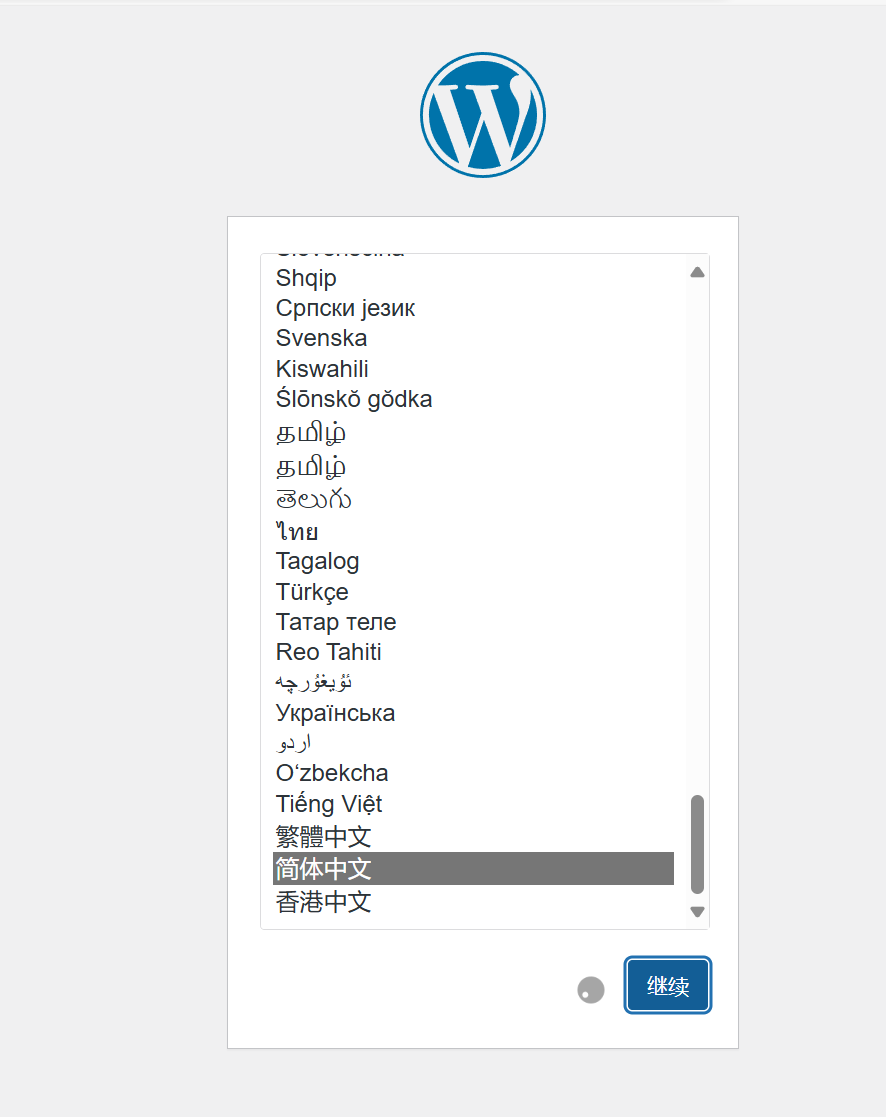 Shqip
Српски језик
Svenska
Kiswahili
Ślōnskŏ gŏdka
தமிழ்
தமிழ்
తెలుగు
ไทย
Tagalog
Türkçe
Татар теле
Reo Tahiti
ئۇيغۇرچە
Українська
اردو
O‘zbekcha
Tiếng Việt
繁體中文
简体中文
香港中文
继续